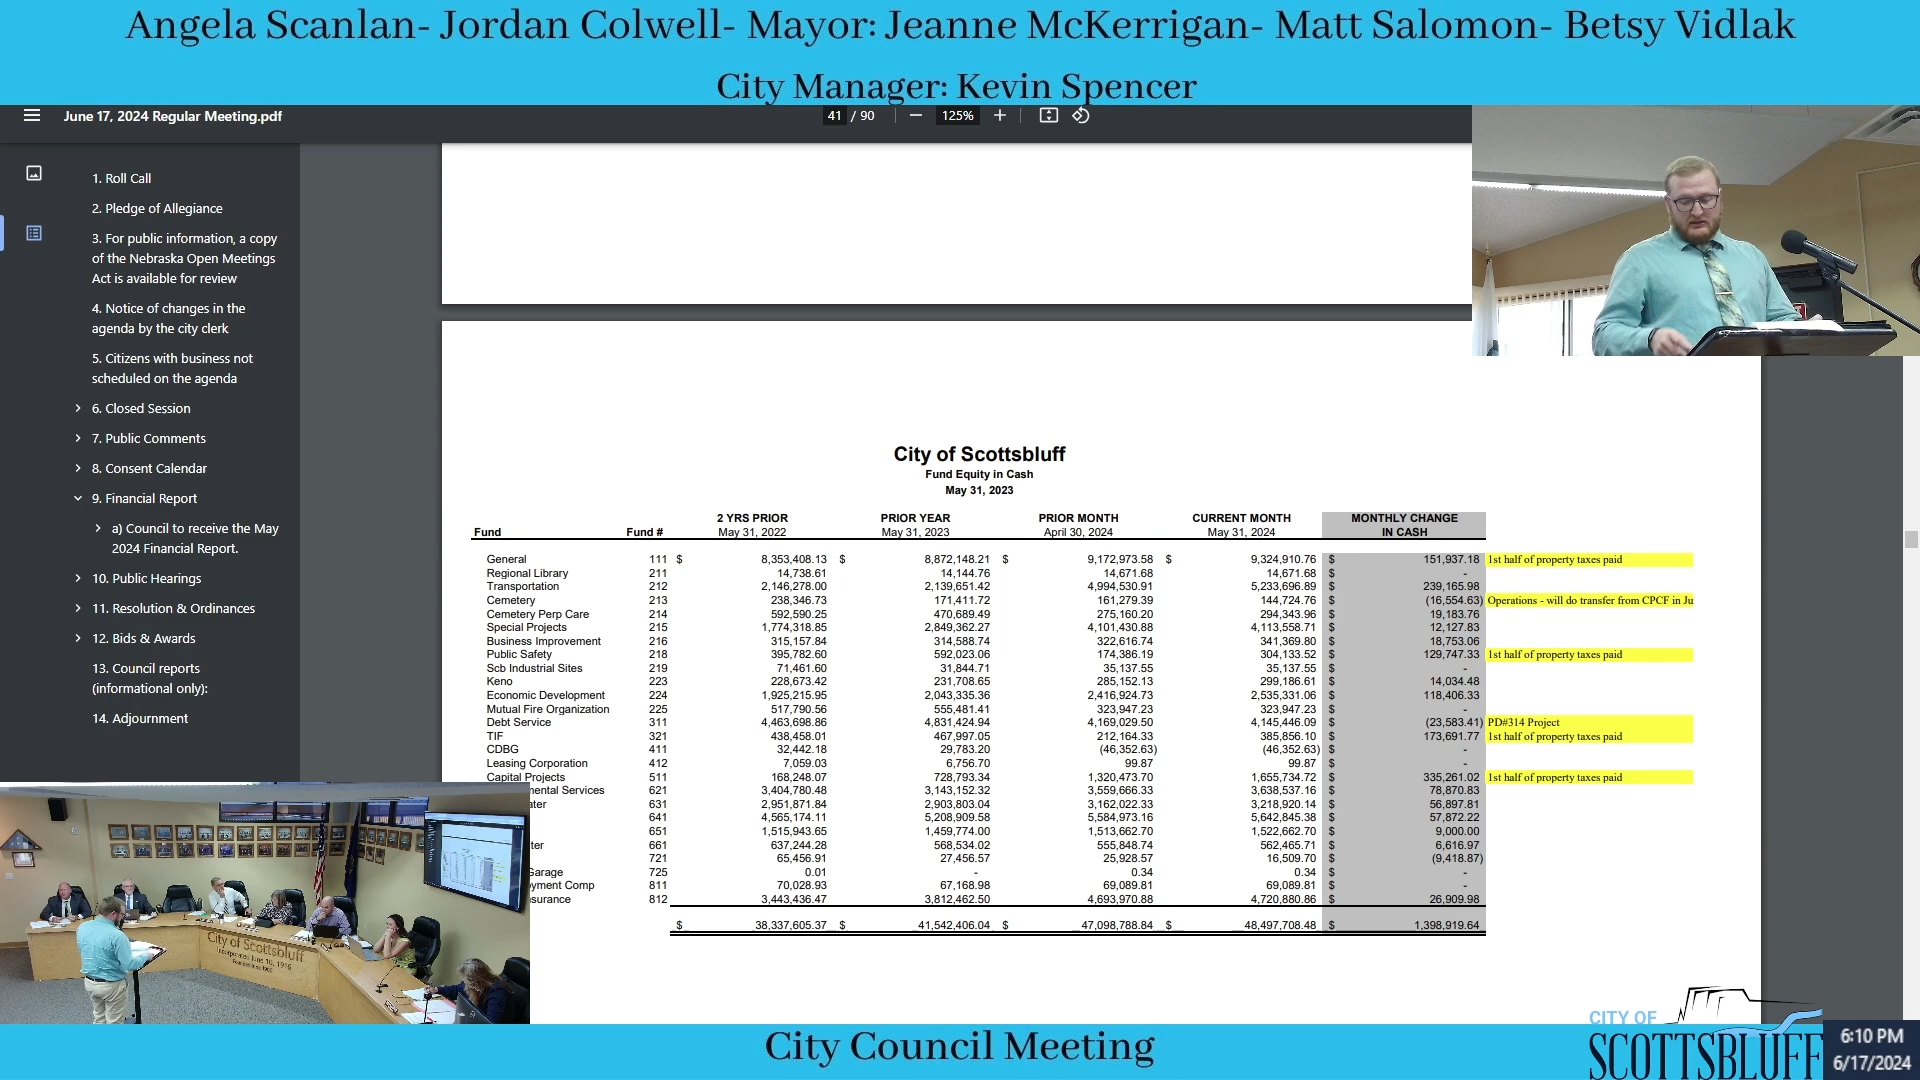 Angela Scanlan- Jordan Colwell- Mayor: Jeanne McKerrigan- Matt Salomon- Betsy Vidlak
City Manager: Kevin Spencer
June 17, 2024 Regular Meeting.pdf
41 / 90
125%
1. Roll Call
2. Pledge of Allegiance
3. For public information, a copy
of the Nebraska Open Meetings
Act is available for review
4. Notice of changes in the
agenda by the city clerk
5. Citizens with business not
scheduled on the agenda
6. Closed Session
7. Public Comments
8. Consent Calendar
9. Financial Report
a) Council to receive the May
2024 Financial Report.
10. Public Hearings
11. Resolution & Ordinances
12. Bids & Awards
13. Council reports
(informational only):
14. Adjournment
City of Scottsbluff
Fund Equity in Cash
May 31, 2023
2 YRS PRIOR PRIOR YEAR PRIOR MONTH CURRENT MONTH MONTHLY CHANGE
Fund Fund # May 31, 2022 May 31, 2023 April 30, 2024 May 31, 2024 IN CASH
General 111 $ 8,353,408.13 $ 8,872,148.21 $ 9,172,973.58 $ 9,324,910.76 $ 151,937.18 1st half of property taxes paid
Regional Library 211 14,738.61 14,144.76 14,671.68 14,671.68 $ -
Transportation 212 2,146,278.00 2,139,651.42 4,994,530.91 5,233,696.89 $ 239,165.98
Cemetery 213 238,346.73 171,411.72 161,279.39 144,724.76 $ (16,554.63) Operations - will do transfer from CPCF in Ju
Cemetery Perp Care 214 592,590.25 470,689.49 275,160.20 294,343.96 $ 19,183.76
Special Projects 215 1,774,318.85 2,849,362.27 4,101,430.88 4,113,558.71 $ 12,127.83
Business Improvement 216 315,157.84 314,588.74 322,616.74 341,369.80 $ 18,753.06
Public Safety 218 395,782.60 592,023.06 174,386.19 304,133.52 $ 129,747.33 1st half of property taxes paid
Scb Industrial Sites 219 71,461.60 31,844.71 35,137.55 35,137.55 $ -
Keno 223 228,673.42 231,708.65 285,152.13 299,186.61 $ 14,034.48
Economic Development 224 1,925,215.95 2,043,335.36 2,416,924.73 2,535,331.06 $ 118,406.33
Mutual Fire Organization 225 517,790.56 555,481.41 323,947.23 323,947.23 $ -
Debt Service 311 4,463,698.86 4,831,424.94 4,169,029.50 4,145,446.09 $ (23,583.41) PD#314 Project
TIF 321 438,458.01 467,997.05 212,164.33 385,856.10 $ 173,691.77 1st half of property taxes paid
CDBG 411 32,442.18 29,783.20 (46,352.63) (46,352.63) $ -
Leasing Corporation 412 7,059.03 6,756.70 99.87 99.87 $ -
Capital Projects 511 168,248.07 728,793.34 1,320,473.70 1,655,734.72 $ 335,261.02 1st half of property taxes paid
mental Services 621 3,404,780.48 3,143,152.32 3,559,666.33 3,638,537.16 $ 78,870.83
ater 631 2,951,871.84 2,903,803.04 3,162,022.33 3,218,920.14 $ 56,897.81
641 4,565,174.11 5,208,909.58 5,584,973.16 5,642,845.38 $ 57,872.22
651 1,515,943.65 1,459,774.00 1,513,662.70 1,522,662.70 $ 9,000.00
ter 661 637,244.28 568,534.02 555,848.74 562,465.71 $ 6,616.97
721 65,456.91 27,456.57 25,928.57 16,509.70 $ (9,418.87)
Garage 725 0.01 - 0.34 0.34 $ -
yment Comp 811 70,028.93 67,168.98 69,089.81 69,089.81 $ -
surance 812 3,443,436.47 3,812,462.50 4,693,970.88 4,720,880.86 $ 26,909.98
$ 38,337,605.37 $ 41,542,406.04 $ 47,098,788.84 $ 48,497,708.48 $ 1,398,919.64
City of Scottsbluff
Incorporated June 10, 1916
City Council Meeting
CITY OF
SCOTTSBLUFF
6:10 PM
6/17/2024